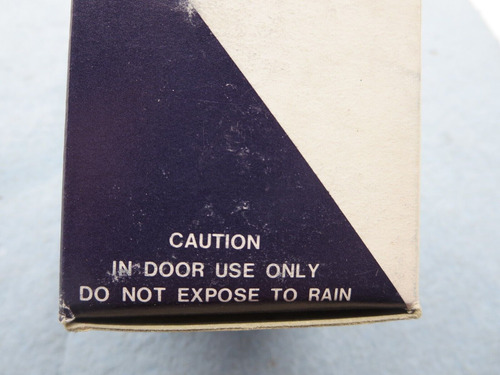 CAUTION
IN DOOR USE ONLY
DO NOT EXPOSE TO RAIN